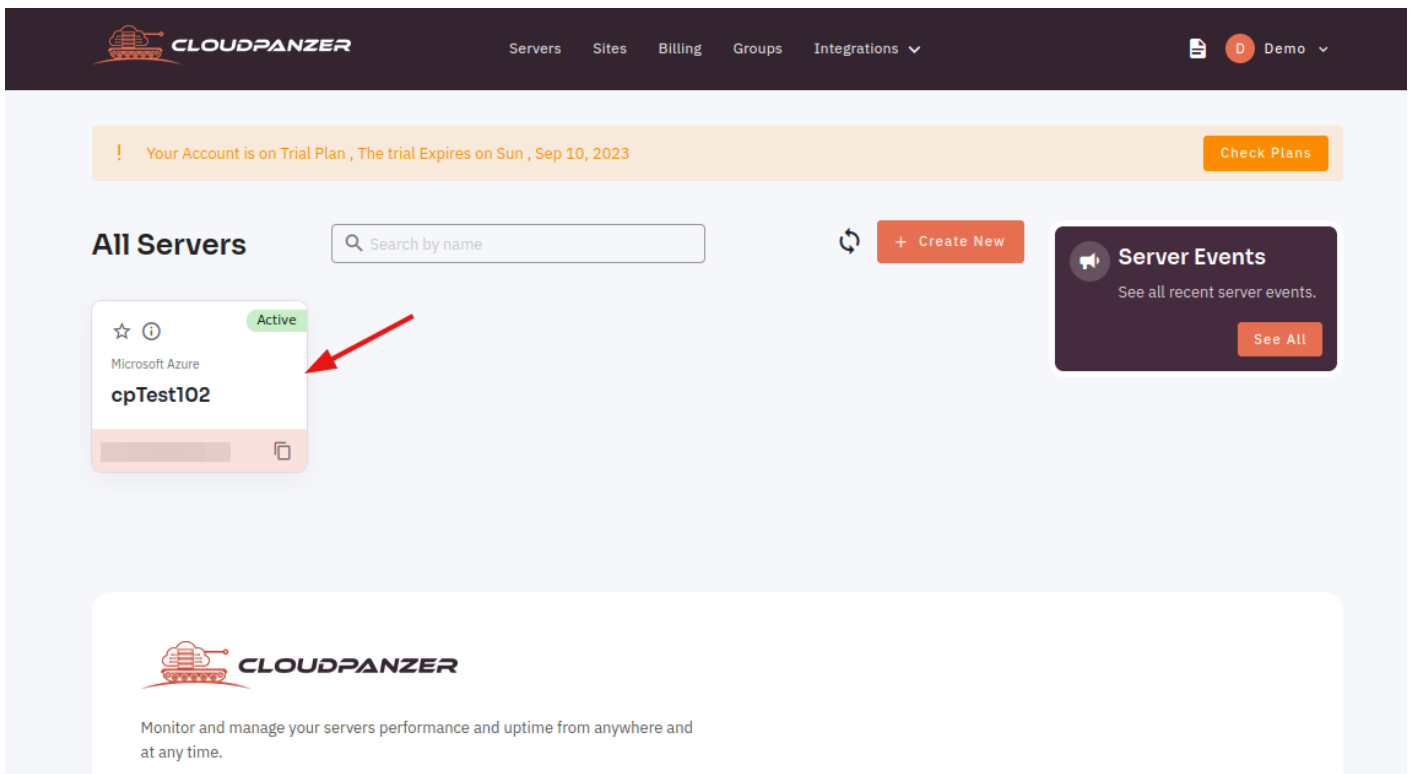 CLOUDPANZER
Servers Sites Billing Groups Integrations
D Demo
! Your Account is on Trial Plan , The trial Expires on Sun , Sep 10, 2023
Check Plans
All Servers
Search by name
+ Create New
Server Events
See all recent server events.
See All
Active
Microsoft Azure
cpTest102
CLOUDPANZER
Monitor and manage your servers performance and uptime from anywhere and
at any time.